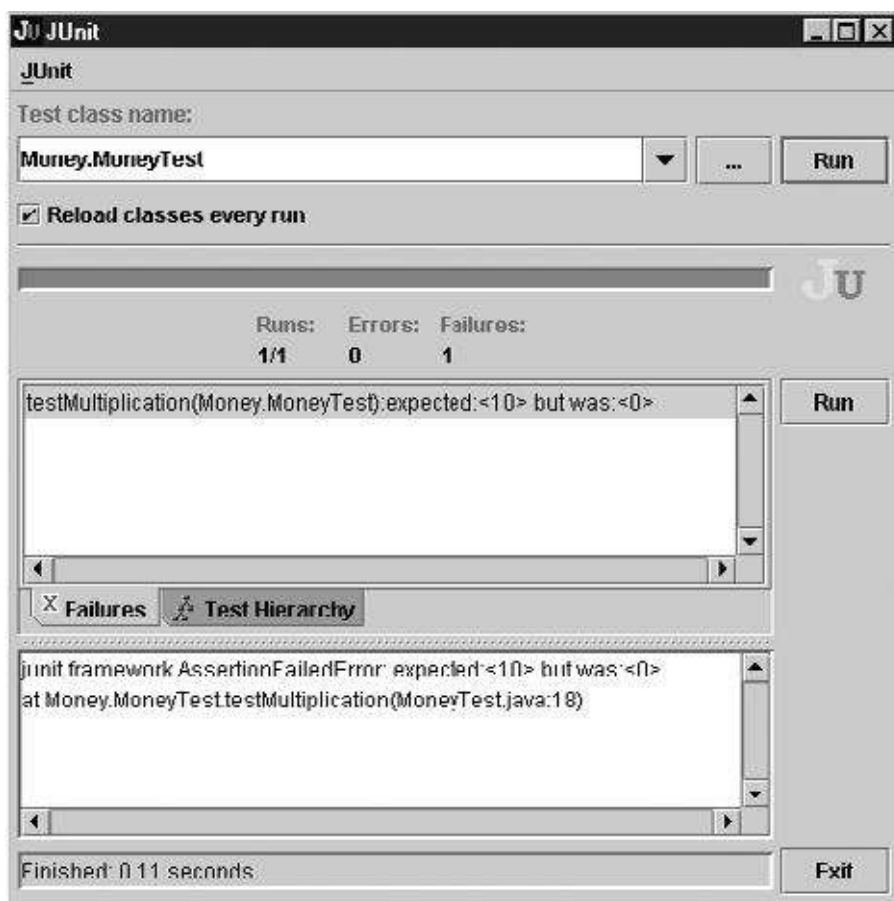 JU JUnit
JUnit
Test class name:
Money.MoneyTest
...
Run
Reload classes every run
JU
Runs: Errors: Failures:
1/1 0 1
testMultiplication(Money.MoneyTest):expected:<10> but was:<0>
Run
X Failures
Test Hierarchy
junit.framework.AssertionFailedError: expected:<10> but was:<0>
at Money.MoneyTest.testMultiplication(MoneyTest.java:18)
Finished: 0.11 seconds
Exit